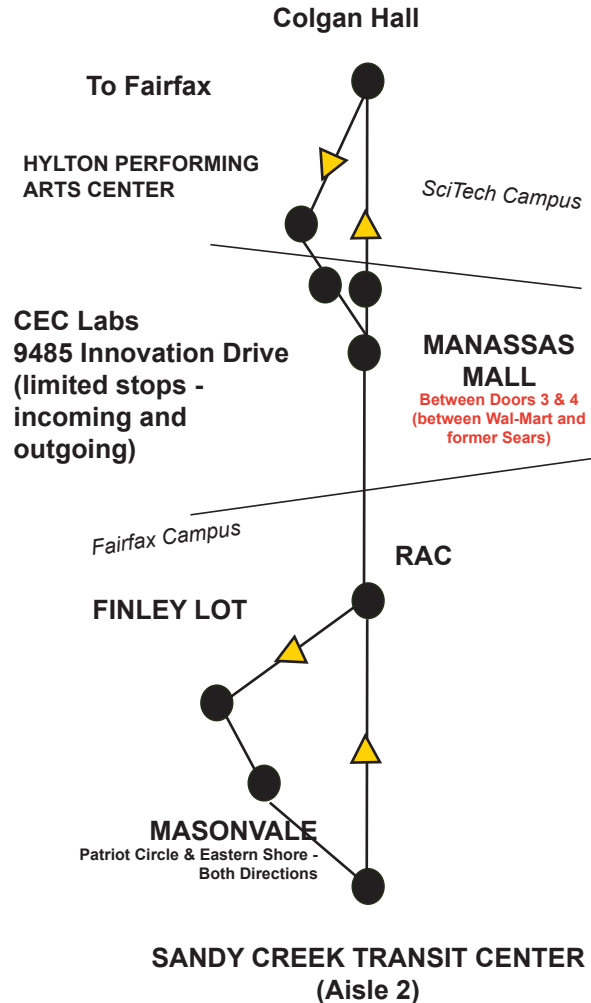 Colgan Hall
To Fairfax
HYLTON PERFORMING
ARTS CENTER
SciTech Campus
CEC Labs
9485 Innovation Drive
(limited stops -
incoming and
outgoing)
MANASSAS
MALL
Between Doors 3 & 4
(between Wal-Mart and
former Sears)
Fairfax Campus
RAC
FINLEY LOT
MASONVALE
Patriot Circle & Eastern Shore -
Both Directions
SANDY CREEK TRANSIT CENTER
(Aisle 2)